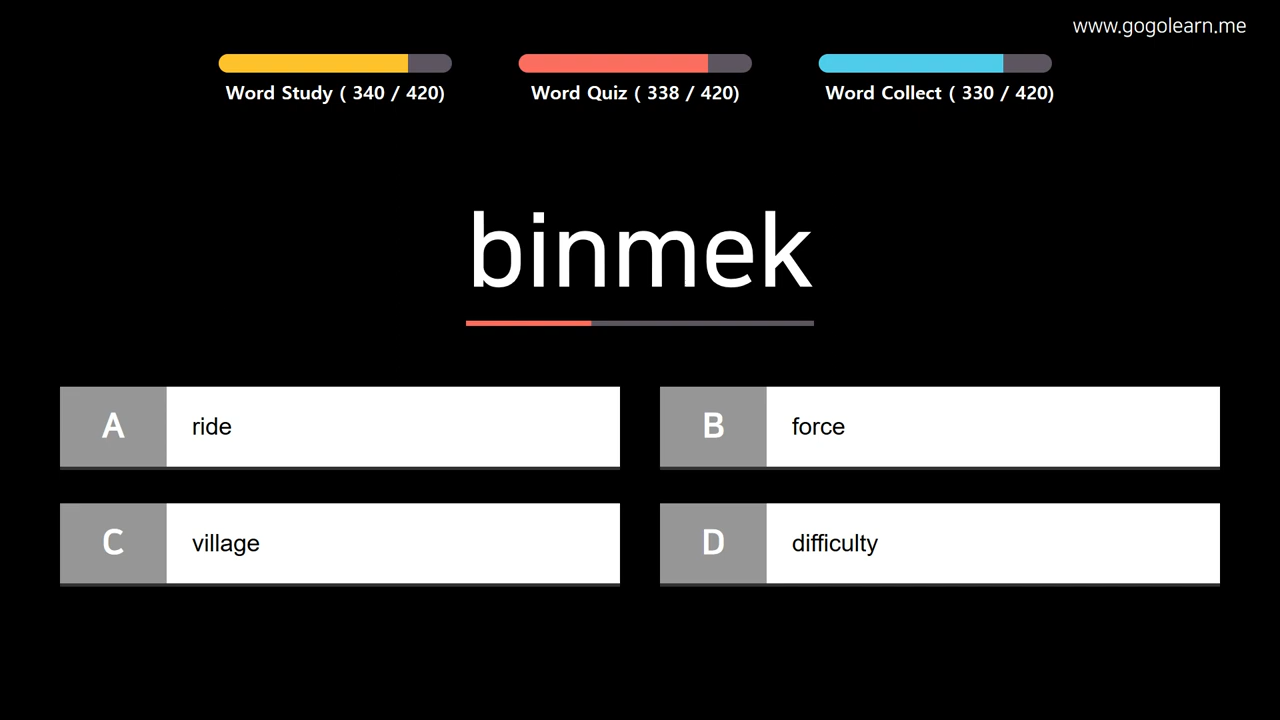 www.gogolearn.me
Word Study ( 340 / 420)
Word Quiz ( 338 / 420)
Word Collect ( 330 / 420)
binmek
A
ride
B
force
C
village
D
difficulty